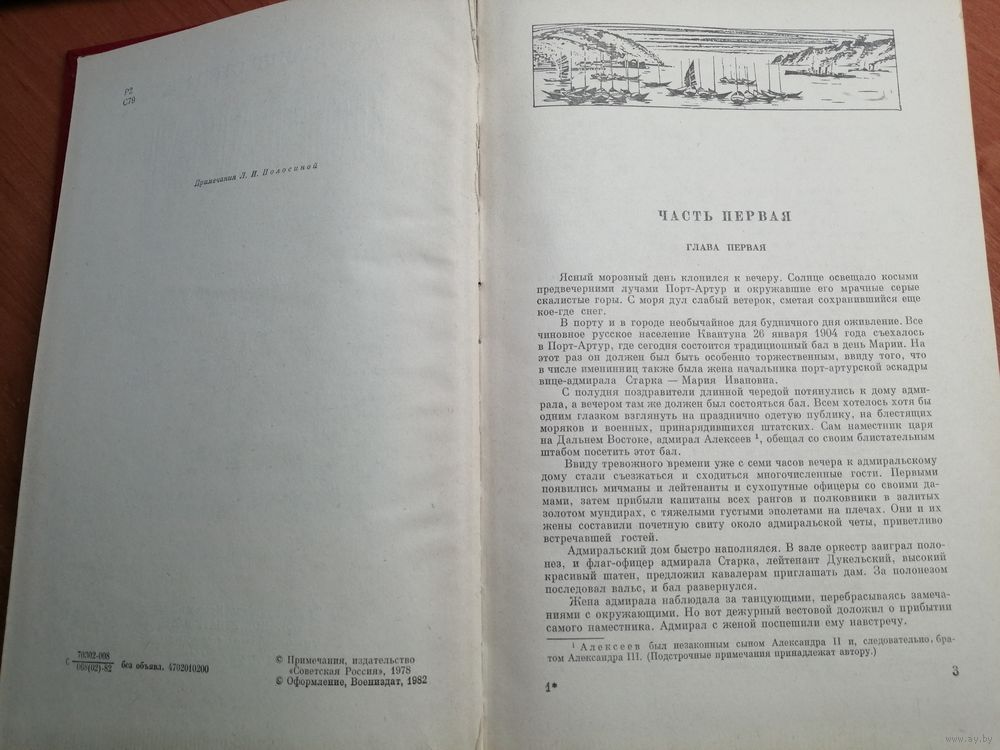 Р2
С79
Примечания Л. И. Полосиной
С 70302-008
068(02)-82 без объявл. 4702010200
© Примечания, издательство
«Советская Россия», 1978
© Оформление, Воениздат, 1982
ЧАСТЬ ПЕРВАЯ
ГЛАВА ПЕРВАЯ
Ясный морозный день клонился к вечеру. Солнце освещало косыми
предвечерними лучами Порт-Артур и окружавшие его мрачные серые
скалистые горы. С моря дул слабый ветерок, сметая сохранившийся еще
кое-где снег.
В порту и в городе необычайное для будничного дня оживление. Все
чиновное русское население Квантуна 26 января 1904 года съехалось
в Порт-Артур, где сегодня состоится традиционный бал в день Марии. На
этот раз он должен был быть особенно торжественным, ввиду того, что
в числе именинниц также была жена начальника порт-артурской эскадры
вице-адмирала Старка — Мария Ивановна.
С полудня поздравители длинной чередой потянулись к дому адми-
рала, а вечером там же должен был состояться бал. Всем хотелось хотя бы
одним глазком взглянуть на празднично одетую публику, на блестящих
моряков и военных, принарядившихся штатских. Сам наместник царя
на Дальнем Востоке, адмирал Алексеев ¹, обещал со своим блистательным
штабом посетить этот бал.
Ввиду тревожного времени уже с семи часов вечера к адмиральскому
дому стали съезжаться и сходиться многочисленные гости. Первыми
появились мичманы и лейтенанты и сухопутные офицеры со своими да-
мами, затем прибыли капитаны всех рангов и полковники в залитых
золотом мундирах, с тяжелыми густыми эполетами на плечах. Они и их
жены составили почетную свиту около адмиральской четы, приветливо
встречавшей гостей.
Адмиральский дом быстро наполнялся. В зале оркестр заиграл поло-
нез, и флаг-офицер адмирала Старка, лейтенант Дукельский, высокий
красивый шатен, предложил кавалерам приглашать дам. За полонезом
последовал вальс, и бал развернулся.
Жена адмирала наблюдала за танцующими, перебрасываясь замеча-
ниями с окружающими. Но вот дежурный вестовой доложил о прибытии
самого наместника. Адмирал с женой поспешили ему навстречу.
¹ Алексеев был незаконным сыном Александра II и, следовательно, бра-
том Александра III. (Подстрочные примечания принадлежат автору.)
1*
3
www.ay.by